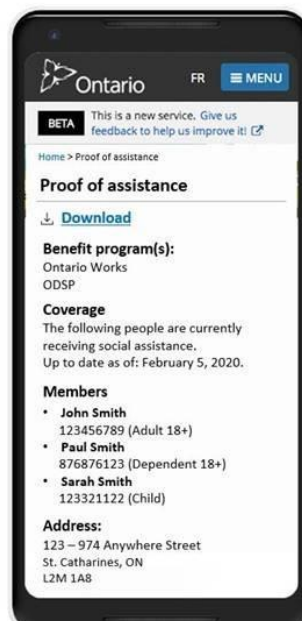 Ontario FR MENU
BETA This is a new service. Give us
feedback to help us improve it!
Home > Proof of assistance
Proof of assistance
Download
Benefit program(s):
Ontario Works
ODSP
Coverage
The following people are currently
receiving social assistance.
Up to date as of: February 5, 2020.
Members
• John Smith
123456789 (Adult 18+)
• Paul Smith
876876123 (Dependent 18+)
• Sarah Smith
123321122 (Child)
Address:
123 – 974 Anywhere Street
St. Catharines, ON
L2M 1A8